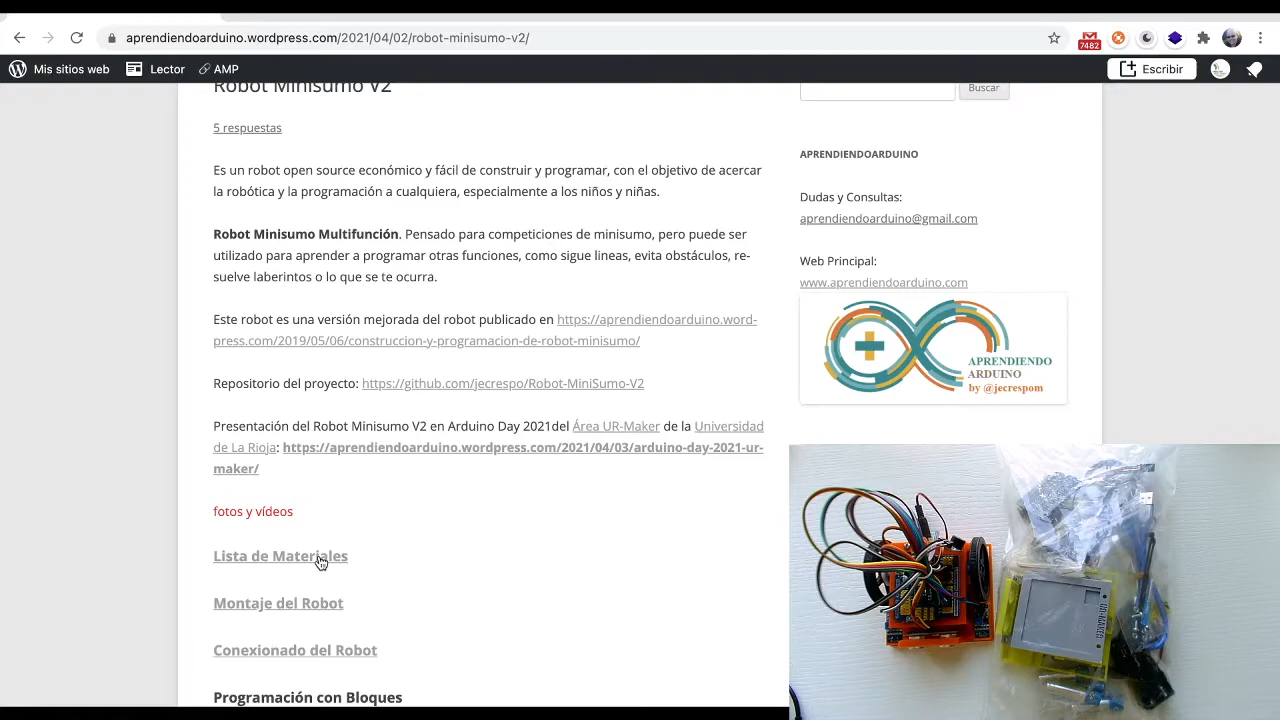 aprendiendoarduino.wordpress.com/2021/04/02/robot-minisumo-v2/
7482
Mis sitios web
Lector
AMP
Escribir
Robot Minisumo V2
Buscar
5 respuestas
Es un robot open source económico y fácil de construir y programar, con el objetivo de acercar
la robótica y la programación a cualquiera, especialmente a los niños y niñas.
Robot Minisumo Multifunción. Pensado para competiciones de minisumo, pero puede ser
utilizado para aprender a programar otras funciones, como sigue lineas, evita obstáculos, re-
suelve laberintos o lo que se te ocurra.
Este robot es una versión mejorada del robot publicado en https://aprendiendoarduino.word-
press.com/2019/05/06/construccion-y-programacion-de-robot-minisumo/
Repositorio del proyecto: https://github.com/jecrespo/Robot-MiniSumo-V2
Presentación del Robot Minisumo V2 en Arduino Day 2021del Área UR-Maker de la Universidad
de La Rioja: https://aprendiendoarduino.wordpress.com/2021/04/03/arduino-day-2021-ur-
maker/
fotos y vídeos
Lista de Materiales
Montaje del Robot
Conexionado del Robot
Programación con Bloques
APRENDIENDOARDUINO
Dudas y Consultas:
aprendiendoarduino@gmail.com
Web Principal:
www.aprendiendoarduino.com
APRENDIENDO
ARDUINO
by @jecrespom
UR-MAKER